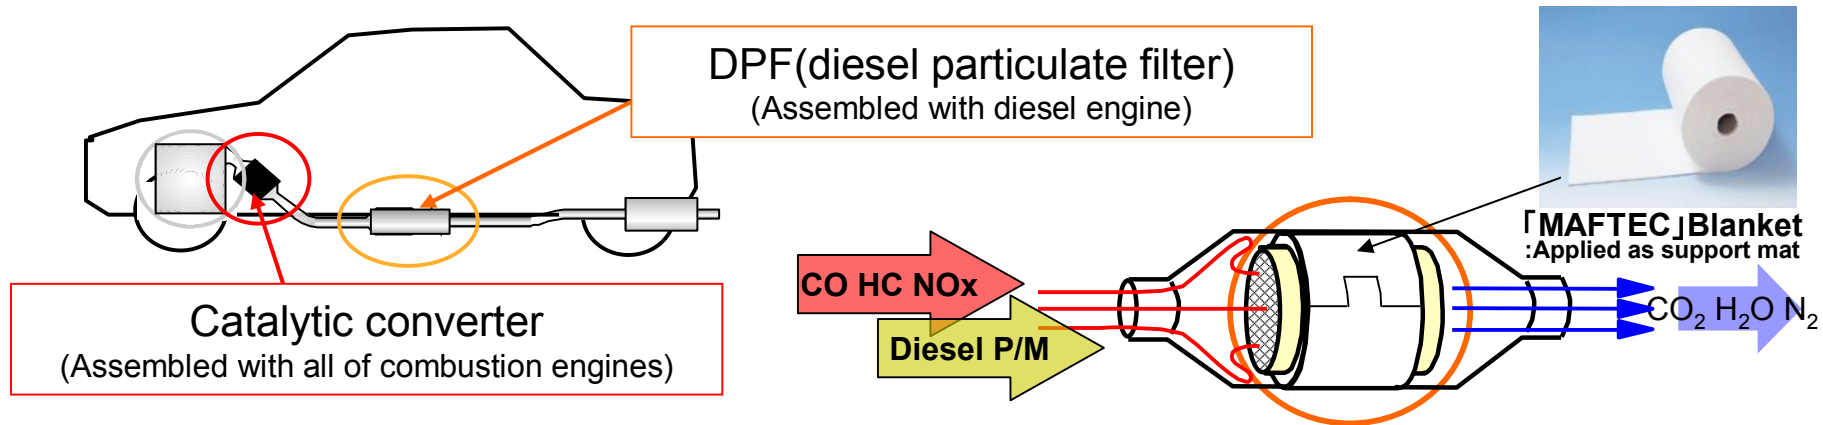 DPF(diesel particulate filter)
(Assembled with diesel engine)
Catalytic converter
(Assembled with all of combustion engines)
CO HC NOx
Diesel P/M
「MAFTEC」Blanket
:Applied as support mat
CO₂ H₂O N₂